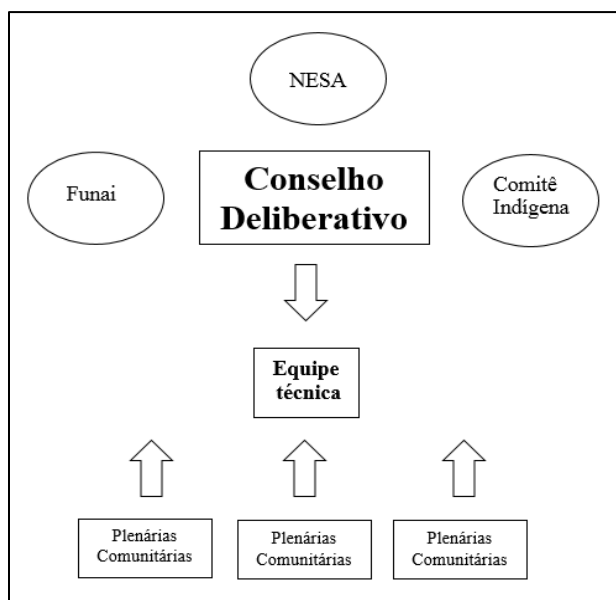 NESA
Funai
Conselho
Deliberativo
Comitê
Indígena
Equipe
técnica
Plenárias
Comunitárias
Plenárias
Comunitárias
Plenárias
Comunitárias